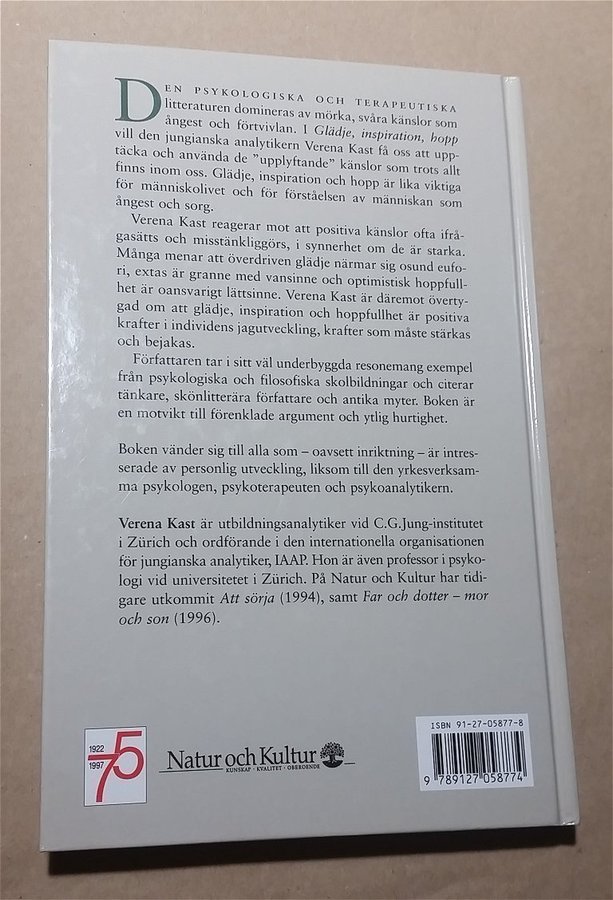 DEN PSYKOLOGISKA OCH TERAPEUTISKA
litteraturen domineras av mörka, svåra känslor som
ångest och förtvivlan. I Glädje, inspiration, hopp
vill den jungianska analytikern Verena Kast få oss att upp-
täcka och använda de ”upplyftande” känslor som trots allt
finns inom oss. Glädje, inspiration och hopp är lika viktiga
för människolivet och för förståelsen av människan som
ångest och sorg.
Verena Kast reagerar mot att positiva känslor ofta ifrå-
gasätts och misstänkliggörs, i synnerhet om de är starka.
Många menar att överdriven glädje närmar sig osund eufo-
ri, extas är granne med vansinne och optimistisk hoppfull-
het är oansvarigt lättsinne. Verena Kast är däremot överty-
gad om att glädje, inspiration och hoppfullhet är positiva
krafter i individens jagutveckling, krafter som måste stärkas
och bejakas.
Författaren tar i sitt väl underbyggda resonemang exempel
från psykologiska och filosofiska skolbildningar och citerar
tänkare, skönlitterära författare och antika myter. Boken är
en motvikt till förenklade argument och ytlig hurtighet.
Boken vänder sig till alla som – oavsett inriktning – är intres-
serade av personlig utveckling, liksom till den yrkesverksam-
ma psykologen, psykoterapeuten och psykoanalytikern.
Verena Kast är utbildningsanalytiker vid C.G.Jung-institutet
i Zürich och ordförande i den internationella organisationen
för jungianska analytiker, IAAP. Hon är även professor i psyko-
logi vid universitetet i Zürich. På Natur och Kultur har tidi-
gare utkommit Att sörja (1994), samt Far och dotter – mor
och son (1996).
1922
75
1997
Natur och Kultur
KUNSKAP · KVALITET · OBEROENDE
ISBN 91-27-05877-8
9 789127 058774